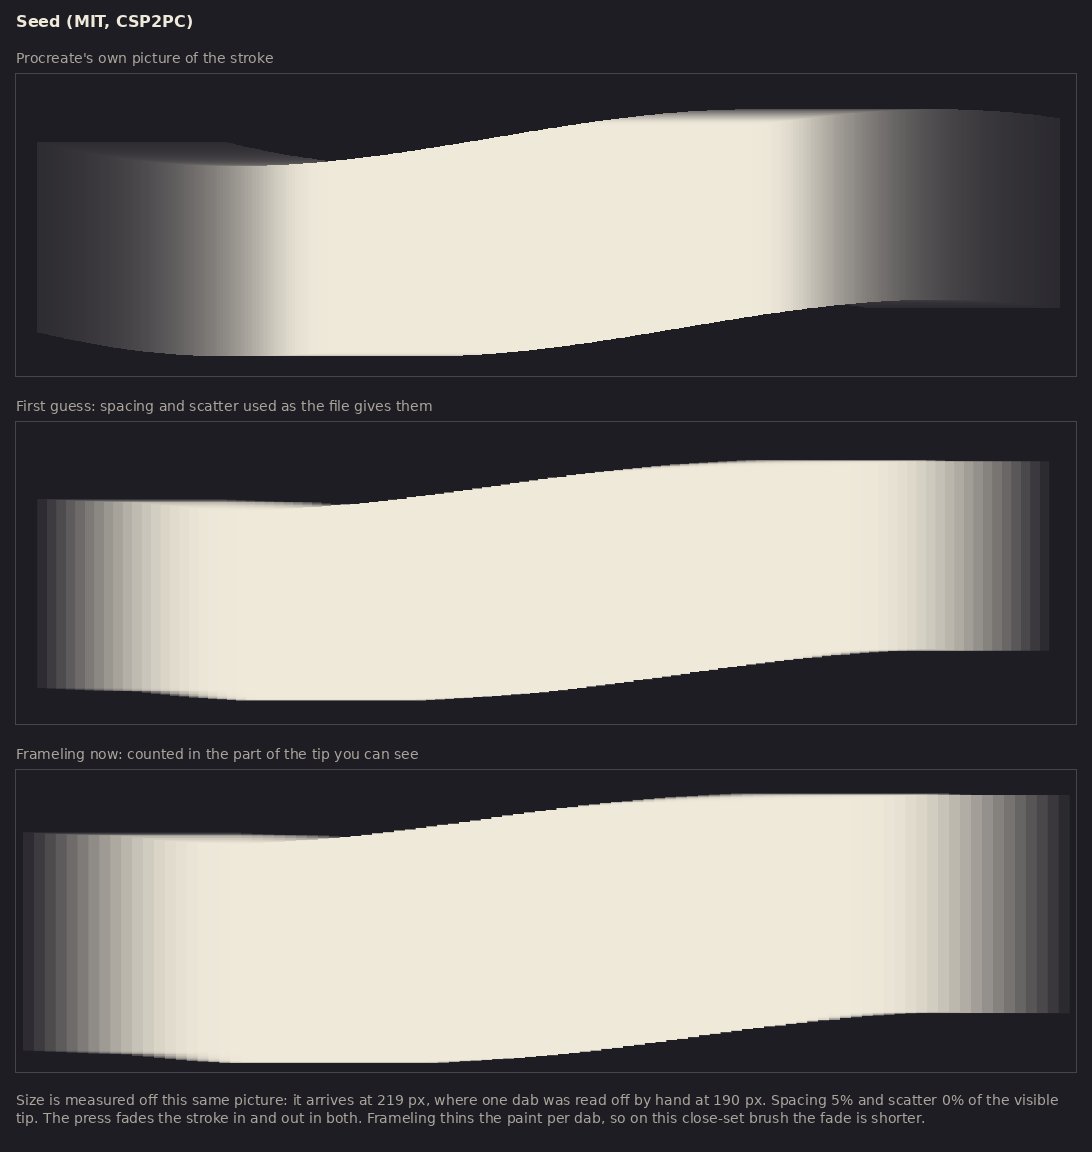 Seed (MIT, CSP2PC)
Procreate's own picture of the stroke
First guess: spacing and scatter used as the file gives them
Frameling now: counted in the part of the tip you can see
Size is measured off this same picture: it arrives at 219 px, where one dab was read off by hand at 190 px. Spacing 5% and scatter 0% of the visible
tip. The press fades the stroke in and out in both. Frameling thins the paint per dab, so on this close-set brush the fade is shorter.